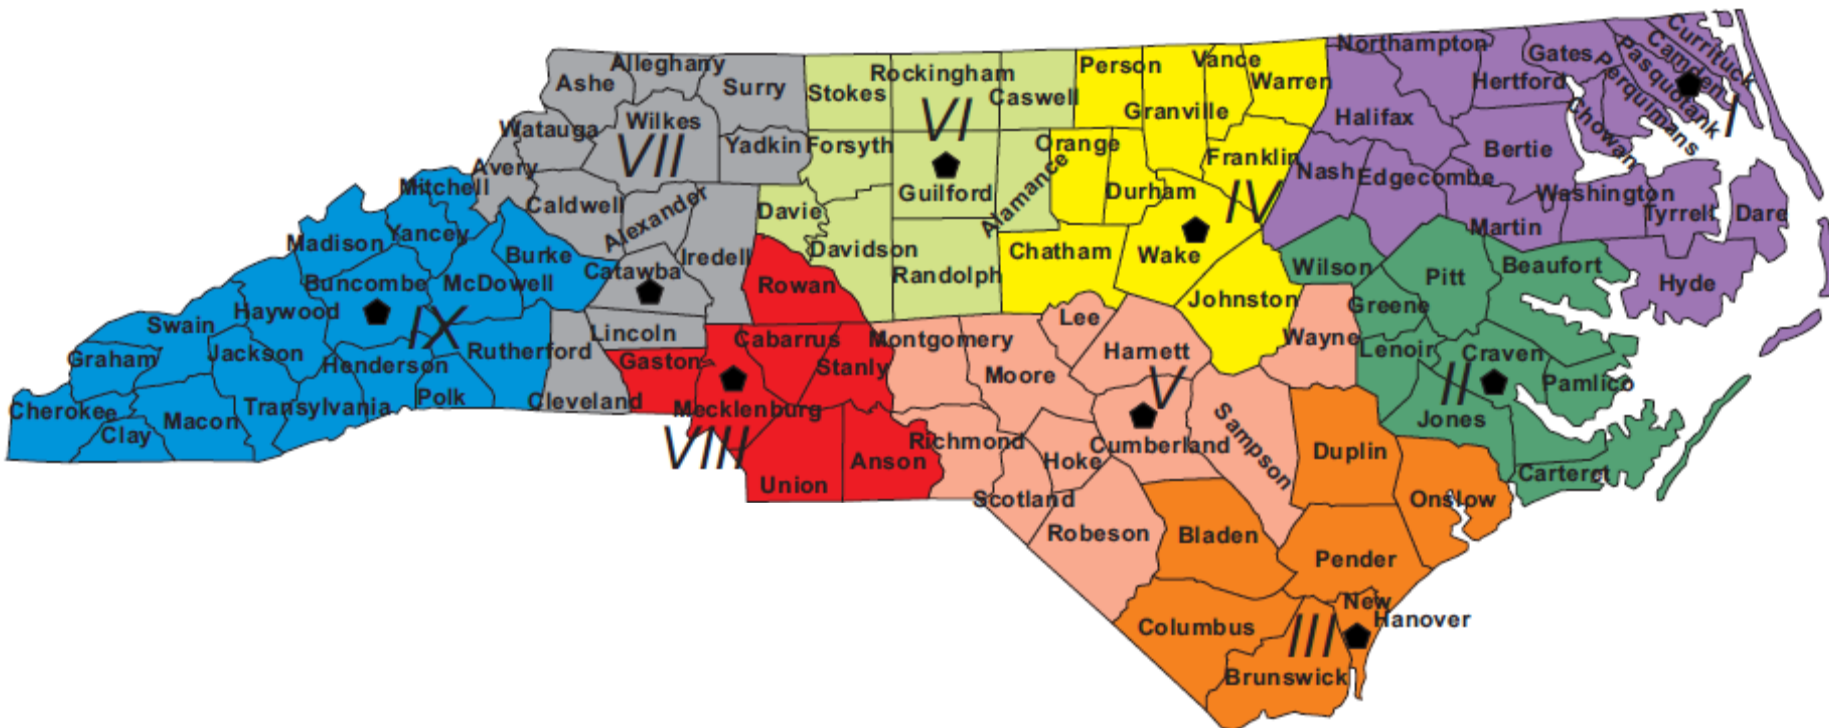 Northampton
Gates
Currituck
Camden
Pasquotank
Perquimans
Chowan
Hertford
Halifax
Bertie
Nash
Edgecombe
Martin
Washington
Tyrrell
Dare
Hyde
I
Alleghany
Ashe
Surry
Wilkes
Watauga
Yadkin
Avery
Caldwell
Alexander
Iredell
Catawba
Lincoln
Cleveland
VII
Rockingham
Stokes
Caswell
Forsyth
Guilford
Alamance
Davie
Davidson
Randolph
VI
Person
Vance
Warren
Granville
Orange
Durham
Franklin
Chatham
Wake
Johnston
IV
Mitchell
Yancey
Madison
Burke
McDowell
Buncombe
Haywood
Swain
Graham
Jackson
Henderson
Rutherford
Polk
Transylvania
Macon
Cherokee
Clay
IX
Rowan
Cabarrus
Gaston
Stanly
Mecklenburg
Union
Anson
VIII
Montgomery
Lee
Harnett
Moore
Wayne
Richmond
Hoke
Cumberland
Sampson
Scotland
Robeson
V
Wilson
Pitt
Beaufort
Greene
Lenoir
Craven
Pamlico
Jones
Carteret
II
Duplin
Onslow
Bladen
Pender
New
Hanover
Columbus
Brunswick
III